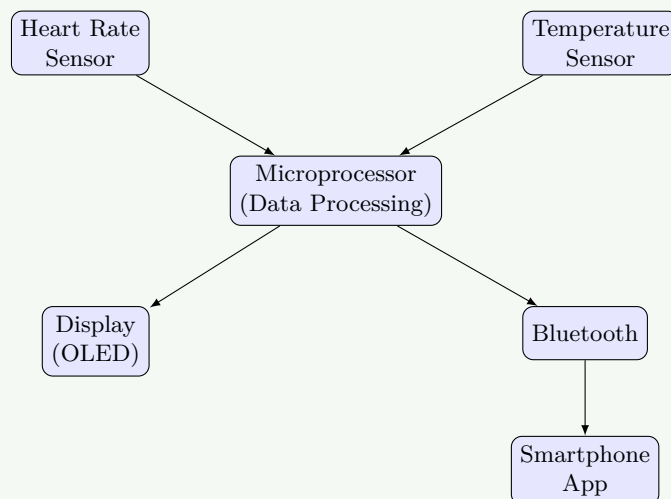 Heart Rate
Sensor
Temperature
Sensor
Microprocessor
(Data Processing)
Display
(OLED)
Bluetooth
Smartphone
App